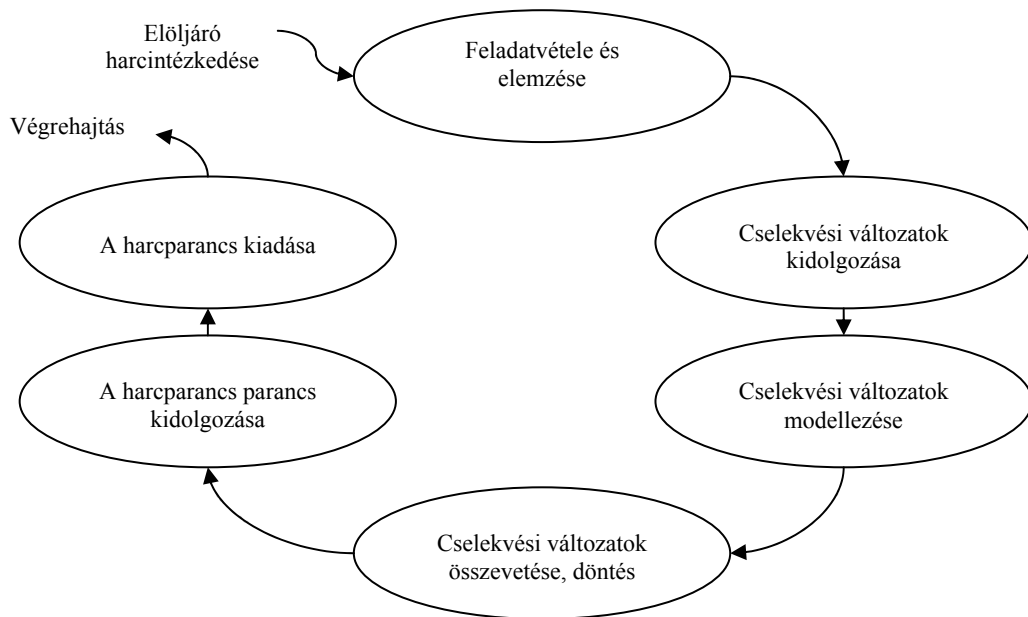 Elöljáró
harcintézkedése
Feladatvétele és
elemzése
Végrehajtás
A harcparancs kiadása
Cselekvési változatok
kidolgozása
A harcparancs parancs
kidolgozása
Cselekvési változatok
modellezése
Cselekvési változatok
összevetése, döntés